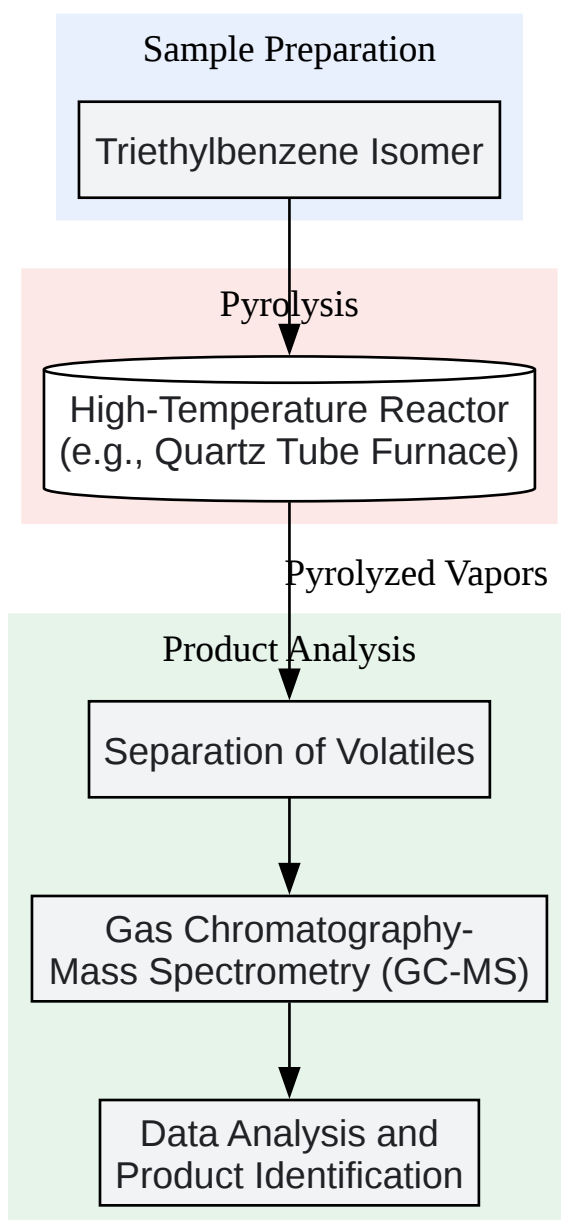 Sample Preparation
Triethylbenzene Isomer
Pyrolysis
High-Temperature Reactor
(e.g., Quartz Tube Furnace)
Pyrolyzed Vapors
Product Analysis
Separation of Volatiles
Gas Chromatography-
Mass Spectrometry (GC-MS)
Data Analysis and
Product Identification